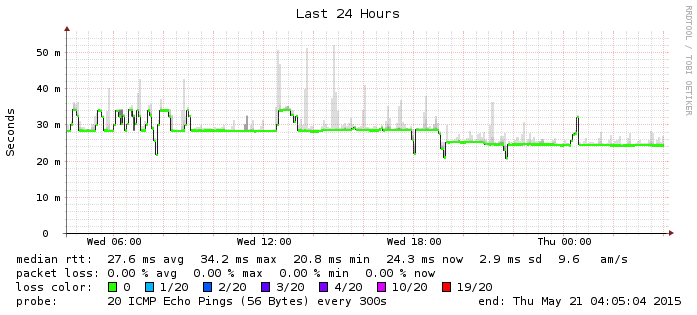 Last 24 Hours
RRDTOOL / TOBI OETIKER
Seconds
50 m
40 m
30 m
20 m
10 m
0
Wed 06:00 Wed 12:00 Wed 18:00 Thu 00:00
median rtt: 27.6 ms avg 34.2 ms max 20.8 ms min 24.3 ms now 2.9 ms sd 9.6 am/s
packet loss: 0.00 % avg 0.00 % max 0.00 % min 0.00 % now
loss color: 0 1/20 2/20 3/20 4/20 10/20 19/20
probe: 20 ICMP Echo Pings (56 Bytes) every 300s end: Thu May 21 04:05:04 2015